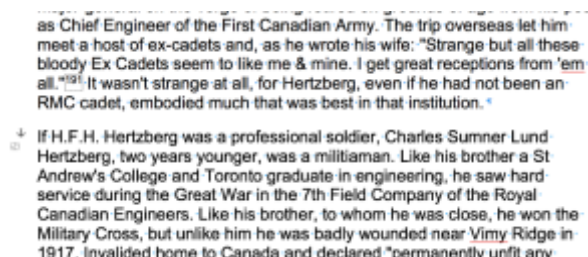 as Chief Engineer of the First Canadian Army. The trip overseas let him
meet a host of ex-cadets and, as he wrote his wife: "Strange but all these
bloody Ex Cadets seem to like me & mine. I get great receptions from 'em
all." It wasn't strange at all, for Hertzberg, even if he had not been an
RMC cadet, embodied much that was best in that institution.
If H.F.H. Hertzberg was a professional soldier, Charles Sumner Lund
Hertzberg, two years younger, was a militiaman. Like his brother a St
Andrew's College and Toronto graduate in engineering, he saw hard
service during the Great War in the 7th Field Company of the Royal
Canadian Engineers. Like his brother, to whom he was close, he won the
Military Cross, but unlike him he was badly wounded near Vimy Ridge in
1917. Invalided home to Canada and declared "permanently unfit any